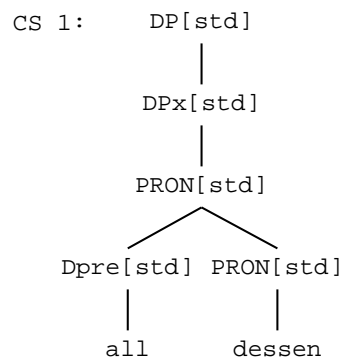 CS 1: DP[std]
DPx[std]
PRON[std]
Dpre[std] PRON[std]
all dessen